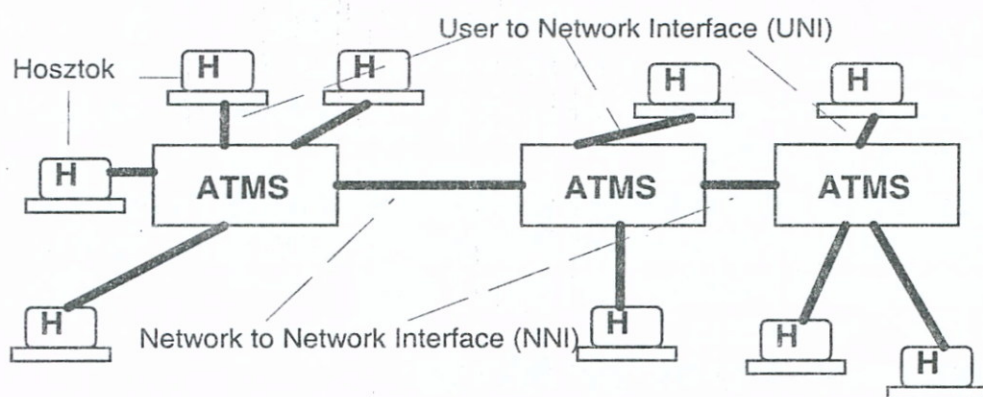 User to Network Interface (UNI)
Hosztok
H
H
H
H
H
ATMS
ATMS
ATMS
H
H
H
H
Network to Network Interface (NNI)